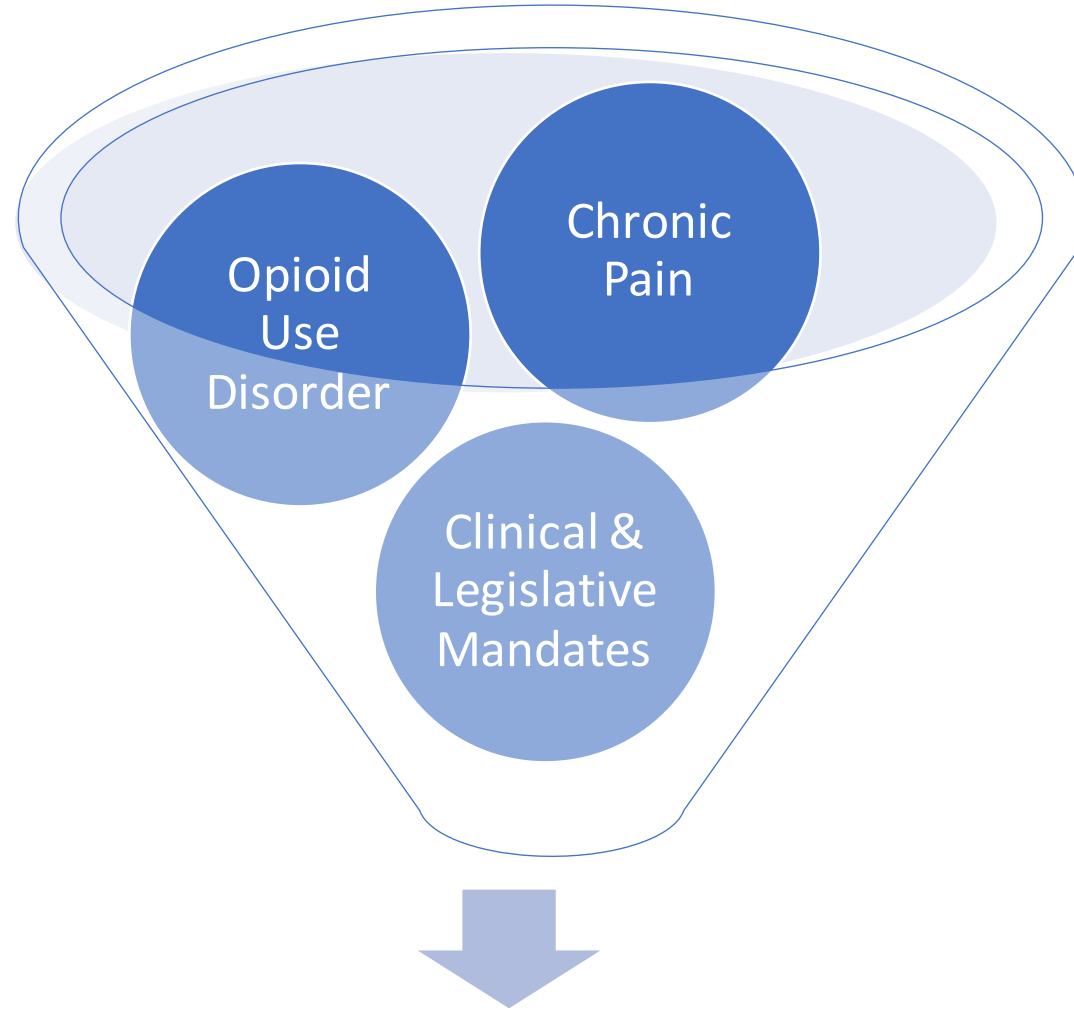 Opioid
Use
Disorder
Chronic
Pain
Clinical &
Legislative
Mandates